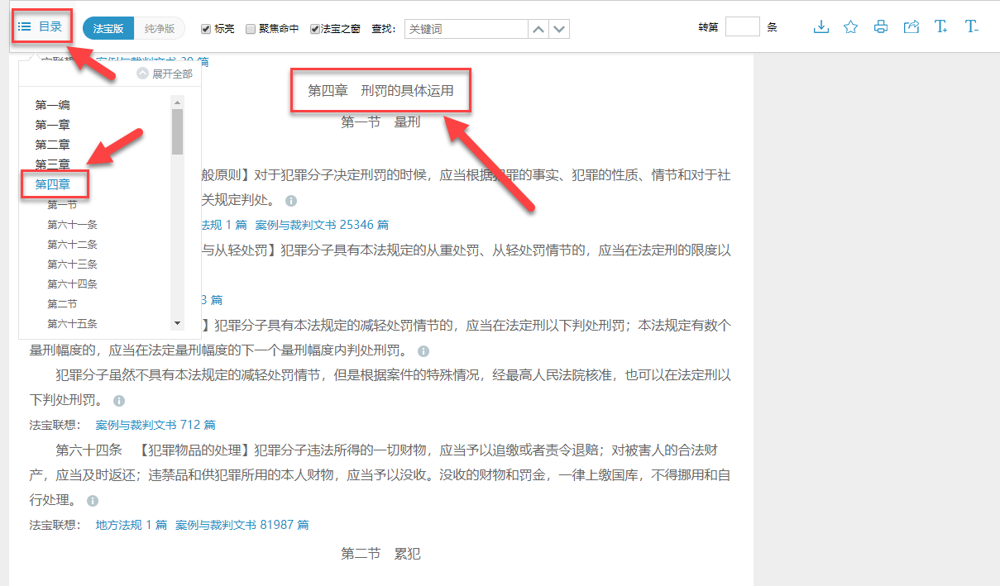 目录 法宝版 纯净版 标亮 聚焦命中 法宝之窗 查找： 关键词 转第 条
案例与裁判文书 39 篇
展开全部
第一编
第一章
第二章
第三章
第四章
第一节
第六十一条
第六十二条
第六十三条
第六十四条
第二节
第六十五条
第四章 刑罚的具体运用
第一节 量刑
般原则】对于犯罪分子决定刑罚的时候，应当根据犯罪的事实、犯罪的性质、情节和对于社
关规定判处。
法规 1 篇 案例与裁判文书 25346 篇
与从轻处罚】犯罪分子具有本法规定的从重处罚、从轻处罚情节的，应当在法定刑的限度以
3 篇
】犯罪分子具有本法规定的减轻处罚情节的，应当在法定刑以下判处刑罚；本法规定有数个
量刑幅度的，应当在法定量刑幅度的下一个量刑幅度内判处刑罚。
犯罪分子虽然不具有本法规定的减轻处罚情节，但是根据案件的特殊情况，经最高人民法院核准，也可以在法定刑以
下判处刑罚。
法宝联想： 案例与裁判文书 712 篇
第六十四条 【犯罪物品的处理】犯罪分子违法所得的一切财物，应当予以追缴或者责令退赔；对被害人的合法财
产，应当及时返还；违禁品和供犯罪所用的本人财物，应当予以没收。没收的财物和罚金，一律上缴国库，不得挪用和自
行处理。
法宝联想： 地方法规 1 篇 案例与裁判文书 81987 篇
第二节 累犯